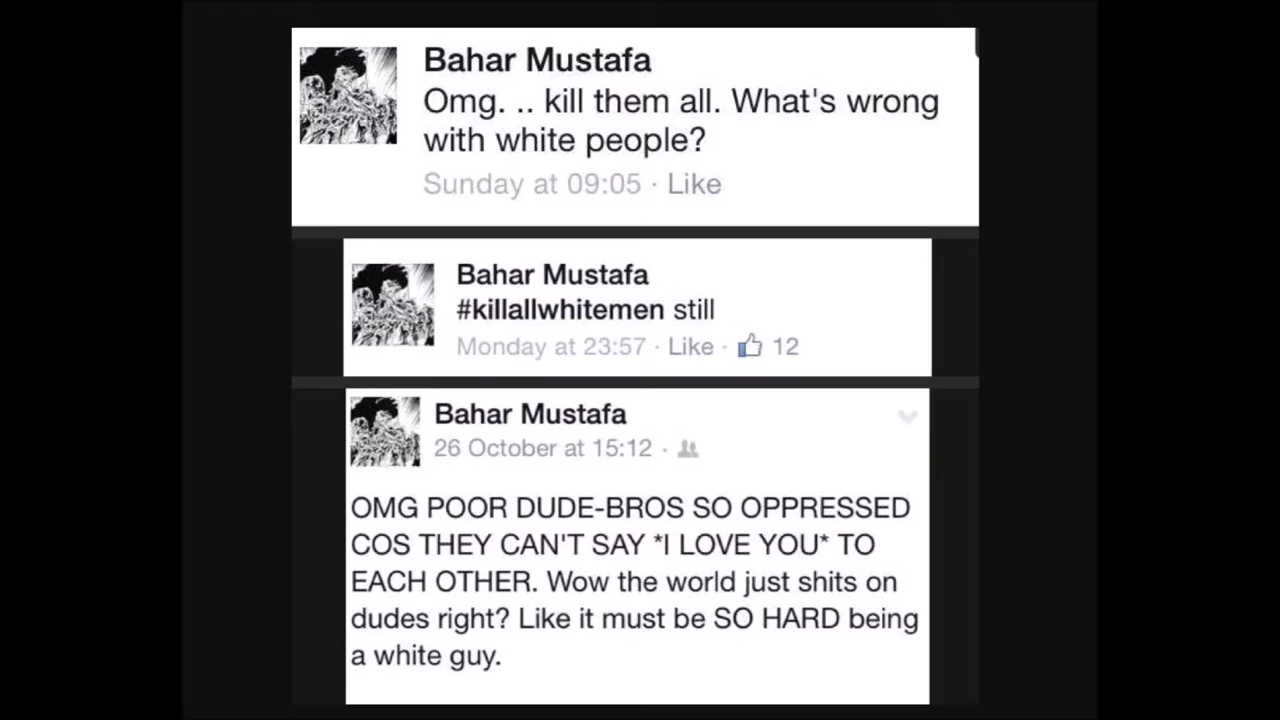 Bahar Mustafa
Omg. .. kill them all. What's wrong
with white people?
Sunday at 09:05 · Like
Bahar Mustafa
#killallwhitemen still
Monday at 23:57 · Like · 12
Bahar Mustafa
26 October at 15:12 ·
OMG POOR DUDE-BROS SO OPPRESSED
COS THEY CAN'T SAY *I LOVE YOU* TO
EACH OTHER. Wow the world just shits on
dudes right? Like it must be SO HARD being
a white guy.